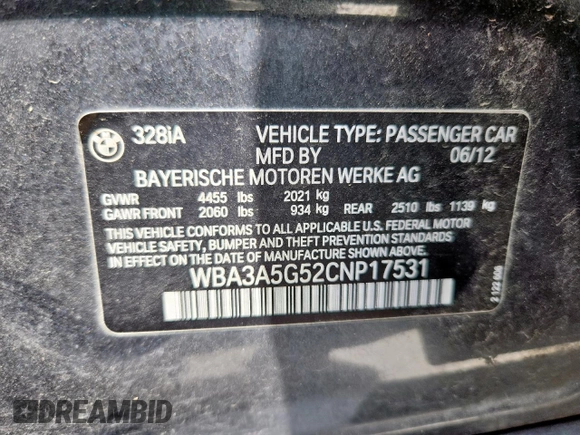 328iA VEHICLE TYPE: PASSENGER CAR
MFD BY 06/12
BAYERISCHE MOTOREN WERKE AG
GVWR 4455 lbs 2021 kg
GAWR FRONT 2060 lbs 934 kg REAR 2510 lbs 1139 kg
THIS VEHICLE CONFORMS TO ALL APPLICABLE U.S. FEDERAL MOTOR
VEHICLE SAFETY, BUMPER AND THEFT PREVENTION STANDARDS IN
EFFECT ON THE DATE OF MANUFACTURE SHOWN ABOVE.
WBA3A5G52CNP17531
DREAMBID